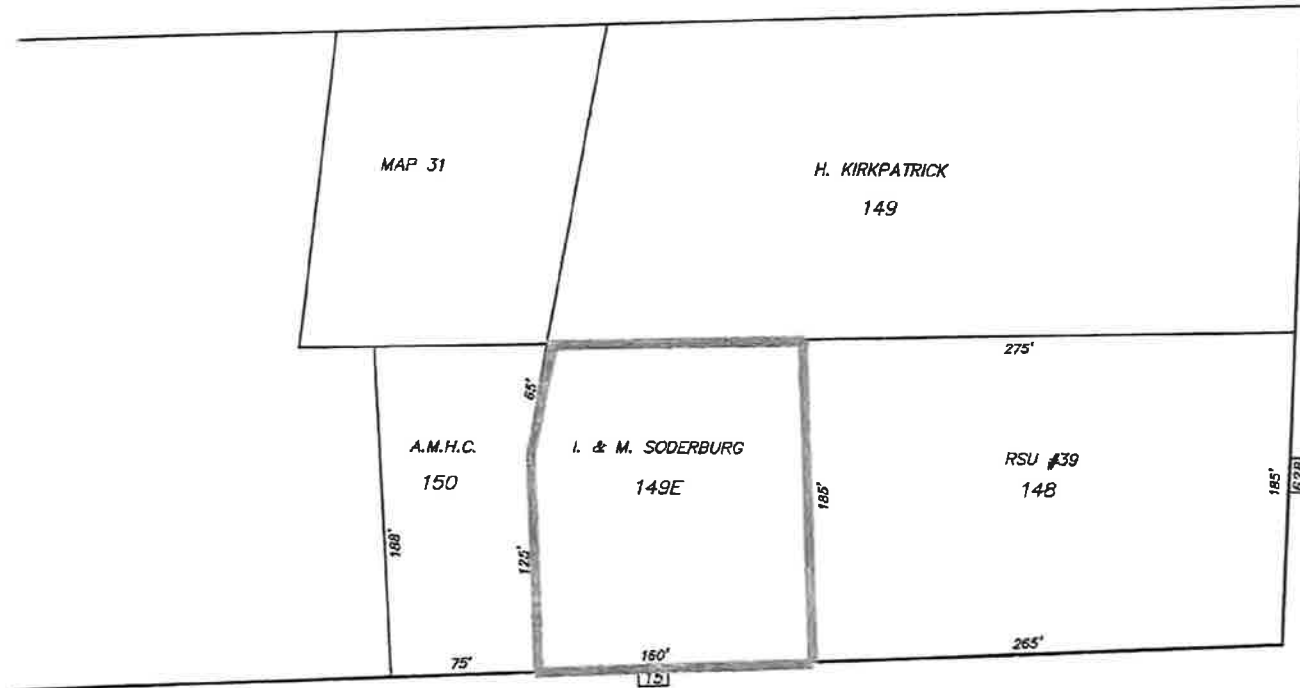 MAP 31
H. KIRKPATRICK
149
275'
65'
A.M.H.C.
150
I. & M. SODERBURG
149E
RSU #39
148
188'
125'
185'
185'
75'
160'
265'
15